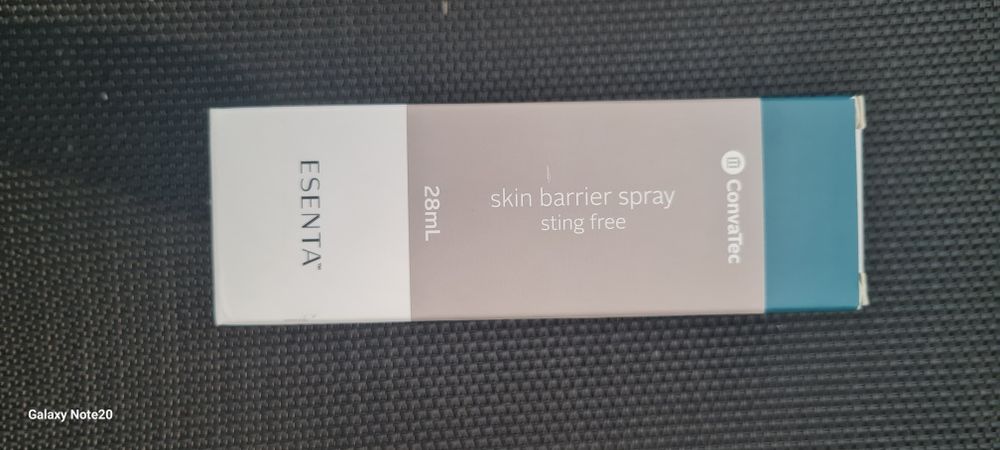 ESENTA™
28mL
skin barrier spray
sting free
ConvaTec
Galaxy Note20